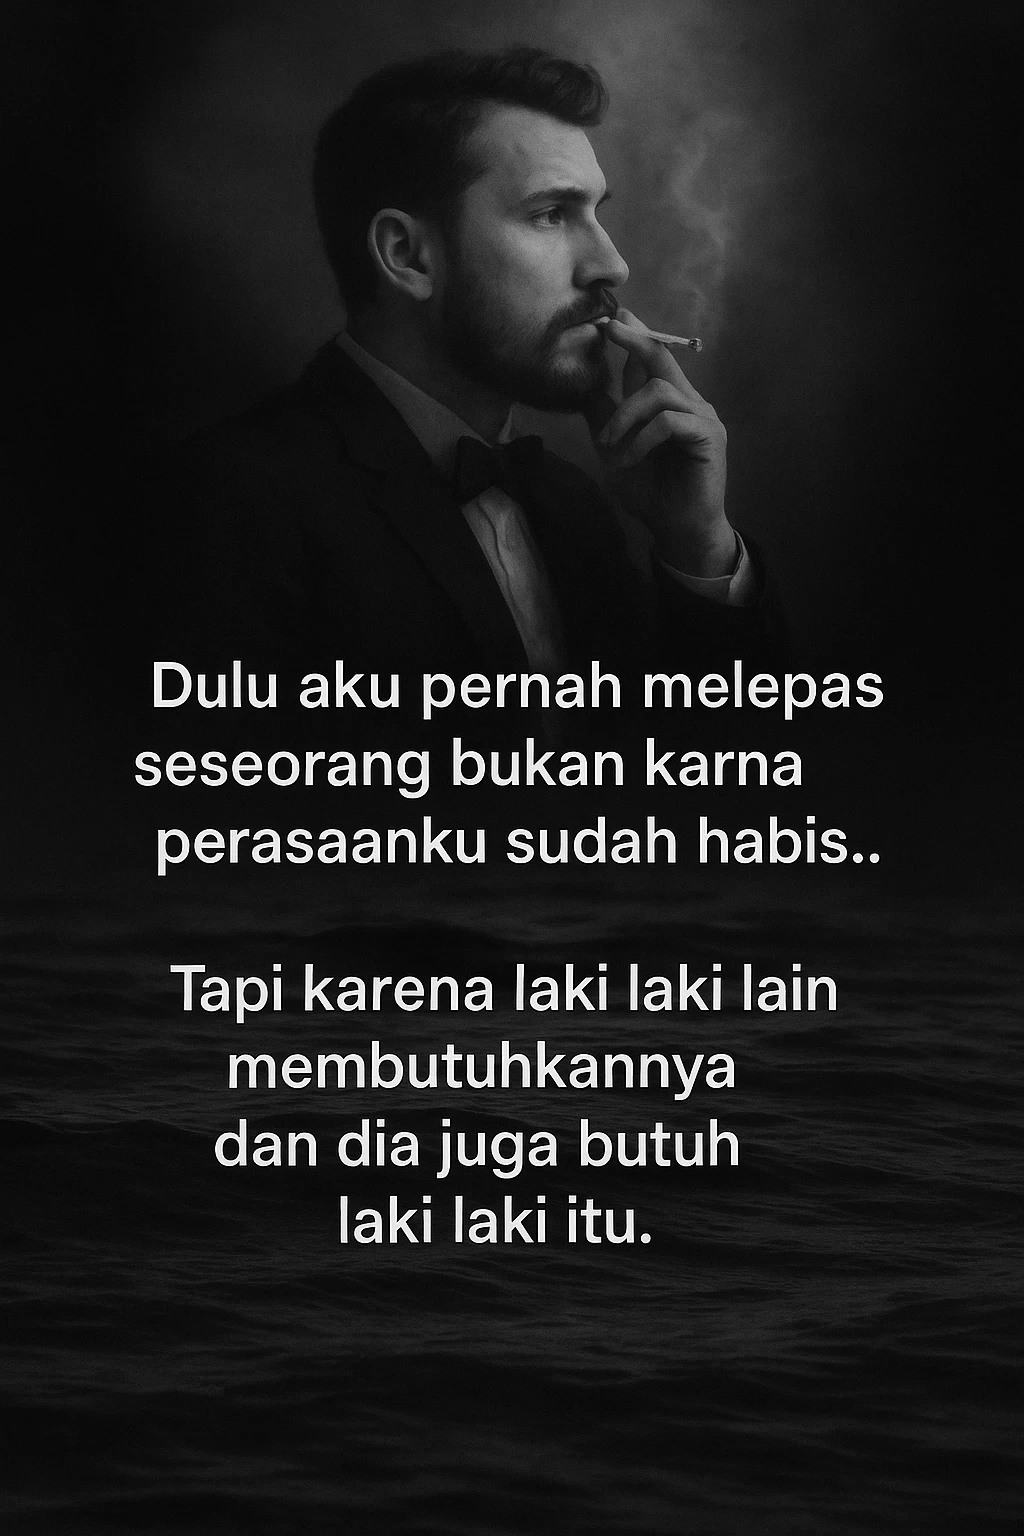 Dulu aku pernah melepas
seseorang bukan karna
perasaanku sudah habis..
Tapi karena laki laki lain
membutuhkannya
dan dia juga butuh
laki laki itu.